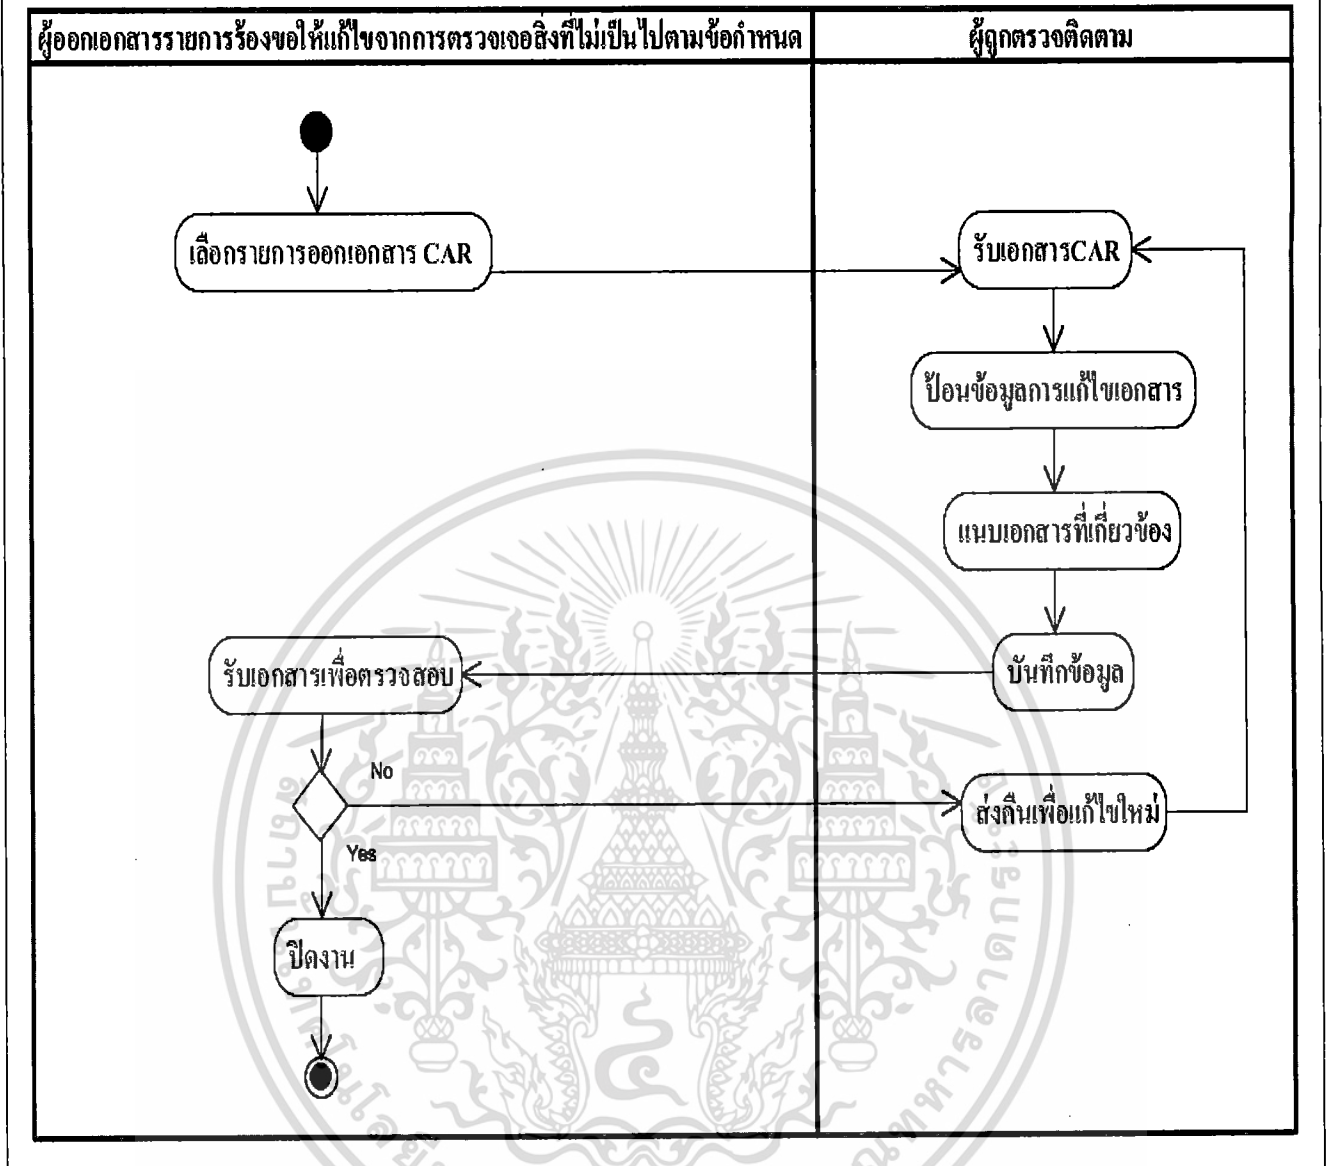 ผู้ออกเอกสารรายการร้องขอให้แก้ไขจากการตรวจเจอสิ่งที่ไม่เป็นไปตามข้อกำหนด
ผู้ถูกตรวจติดตาม
เลือกรายการออกเอกสาร CAR
รับเอกสารCAR
ป้อนข้อมูลการแก้ไขเอกสาร
แนบเอกสารที่เกี่ยวข้อง
รับเอกสารเพื่อตรวจสอบ
บันทึกข้อมูล
No
ส่งคืนเพื่อแก้ไขใหม่
Yes
ปิดงาน